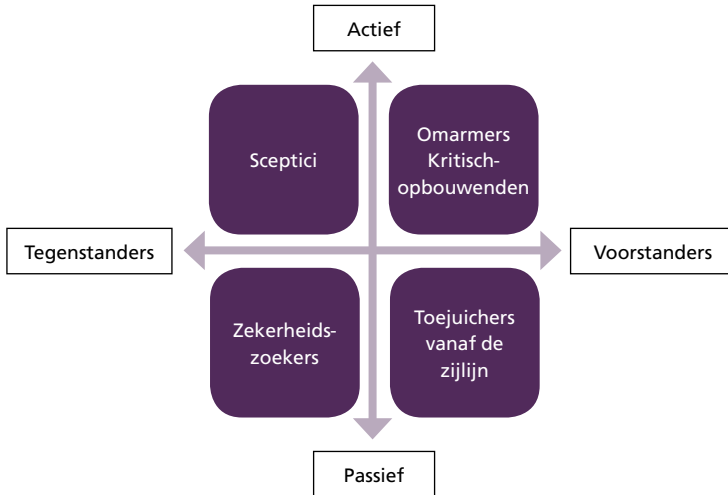 Actief
Sceptici
Omarmers
Kritisch-
opbouwenden
Tegenstanders
Voorstanders
Zekerheids-
zoekers
Toejuichers
vanaf de
zijlijn
Passief